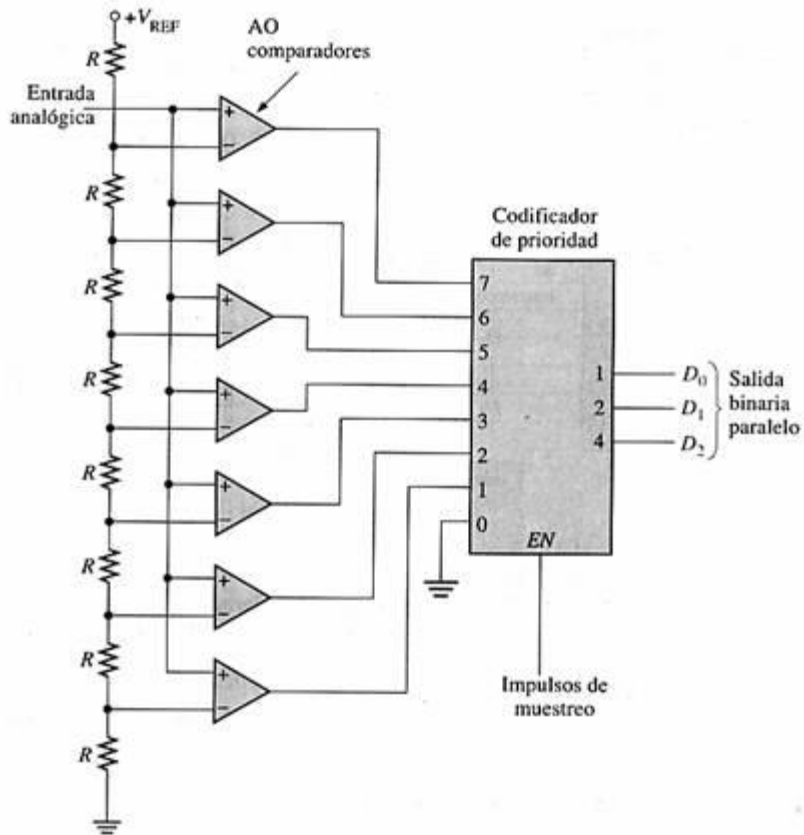 +V_REF
R
AO
comparadores
Entrada
analógica
+
−
R
+
−
R
+
−
R
+
−
R
+
−
R
+
−
R
+
−
R
Codificador
de prioridad
7
6
5
4
3
2
1
0
1
2
4
EN
D₀
D₁
D₂
Salida
binaria
paralelo
Impulsos de
muestreo